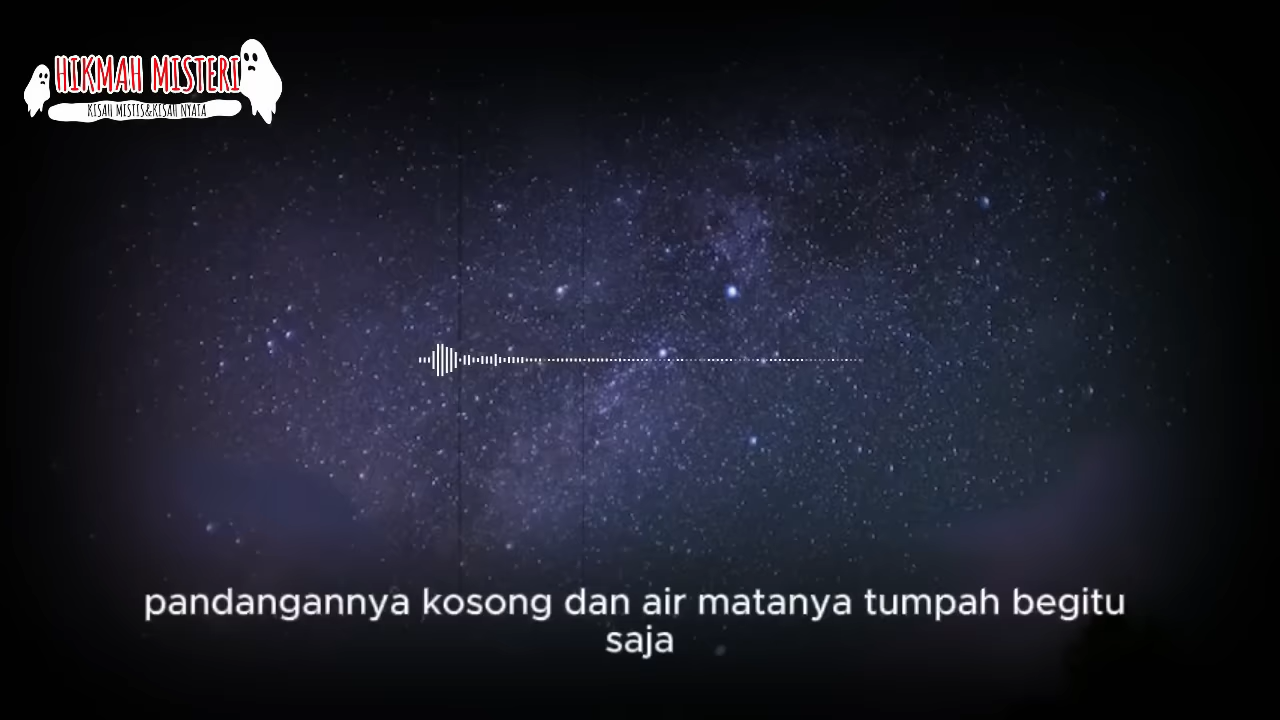 HIKMAH MISTERI
KISAH MISTIS&KISAH NYATA
pandangannya kosong dan air matanya tumpah begitu
saja